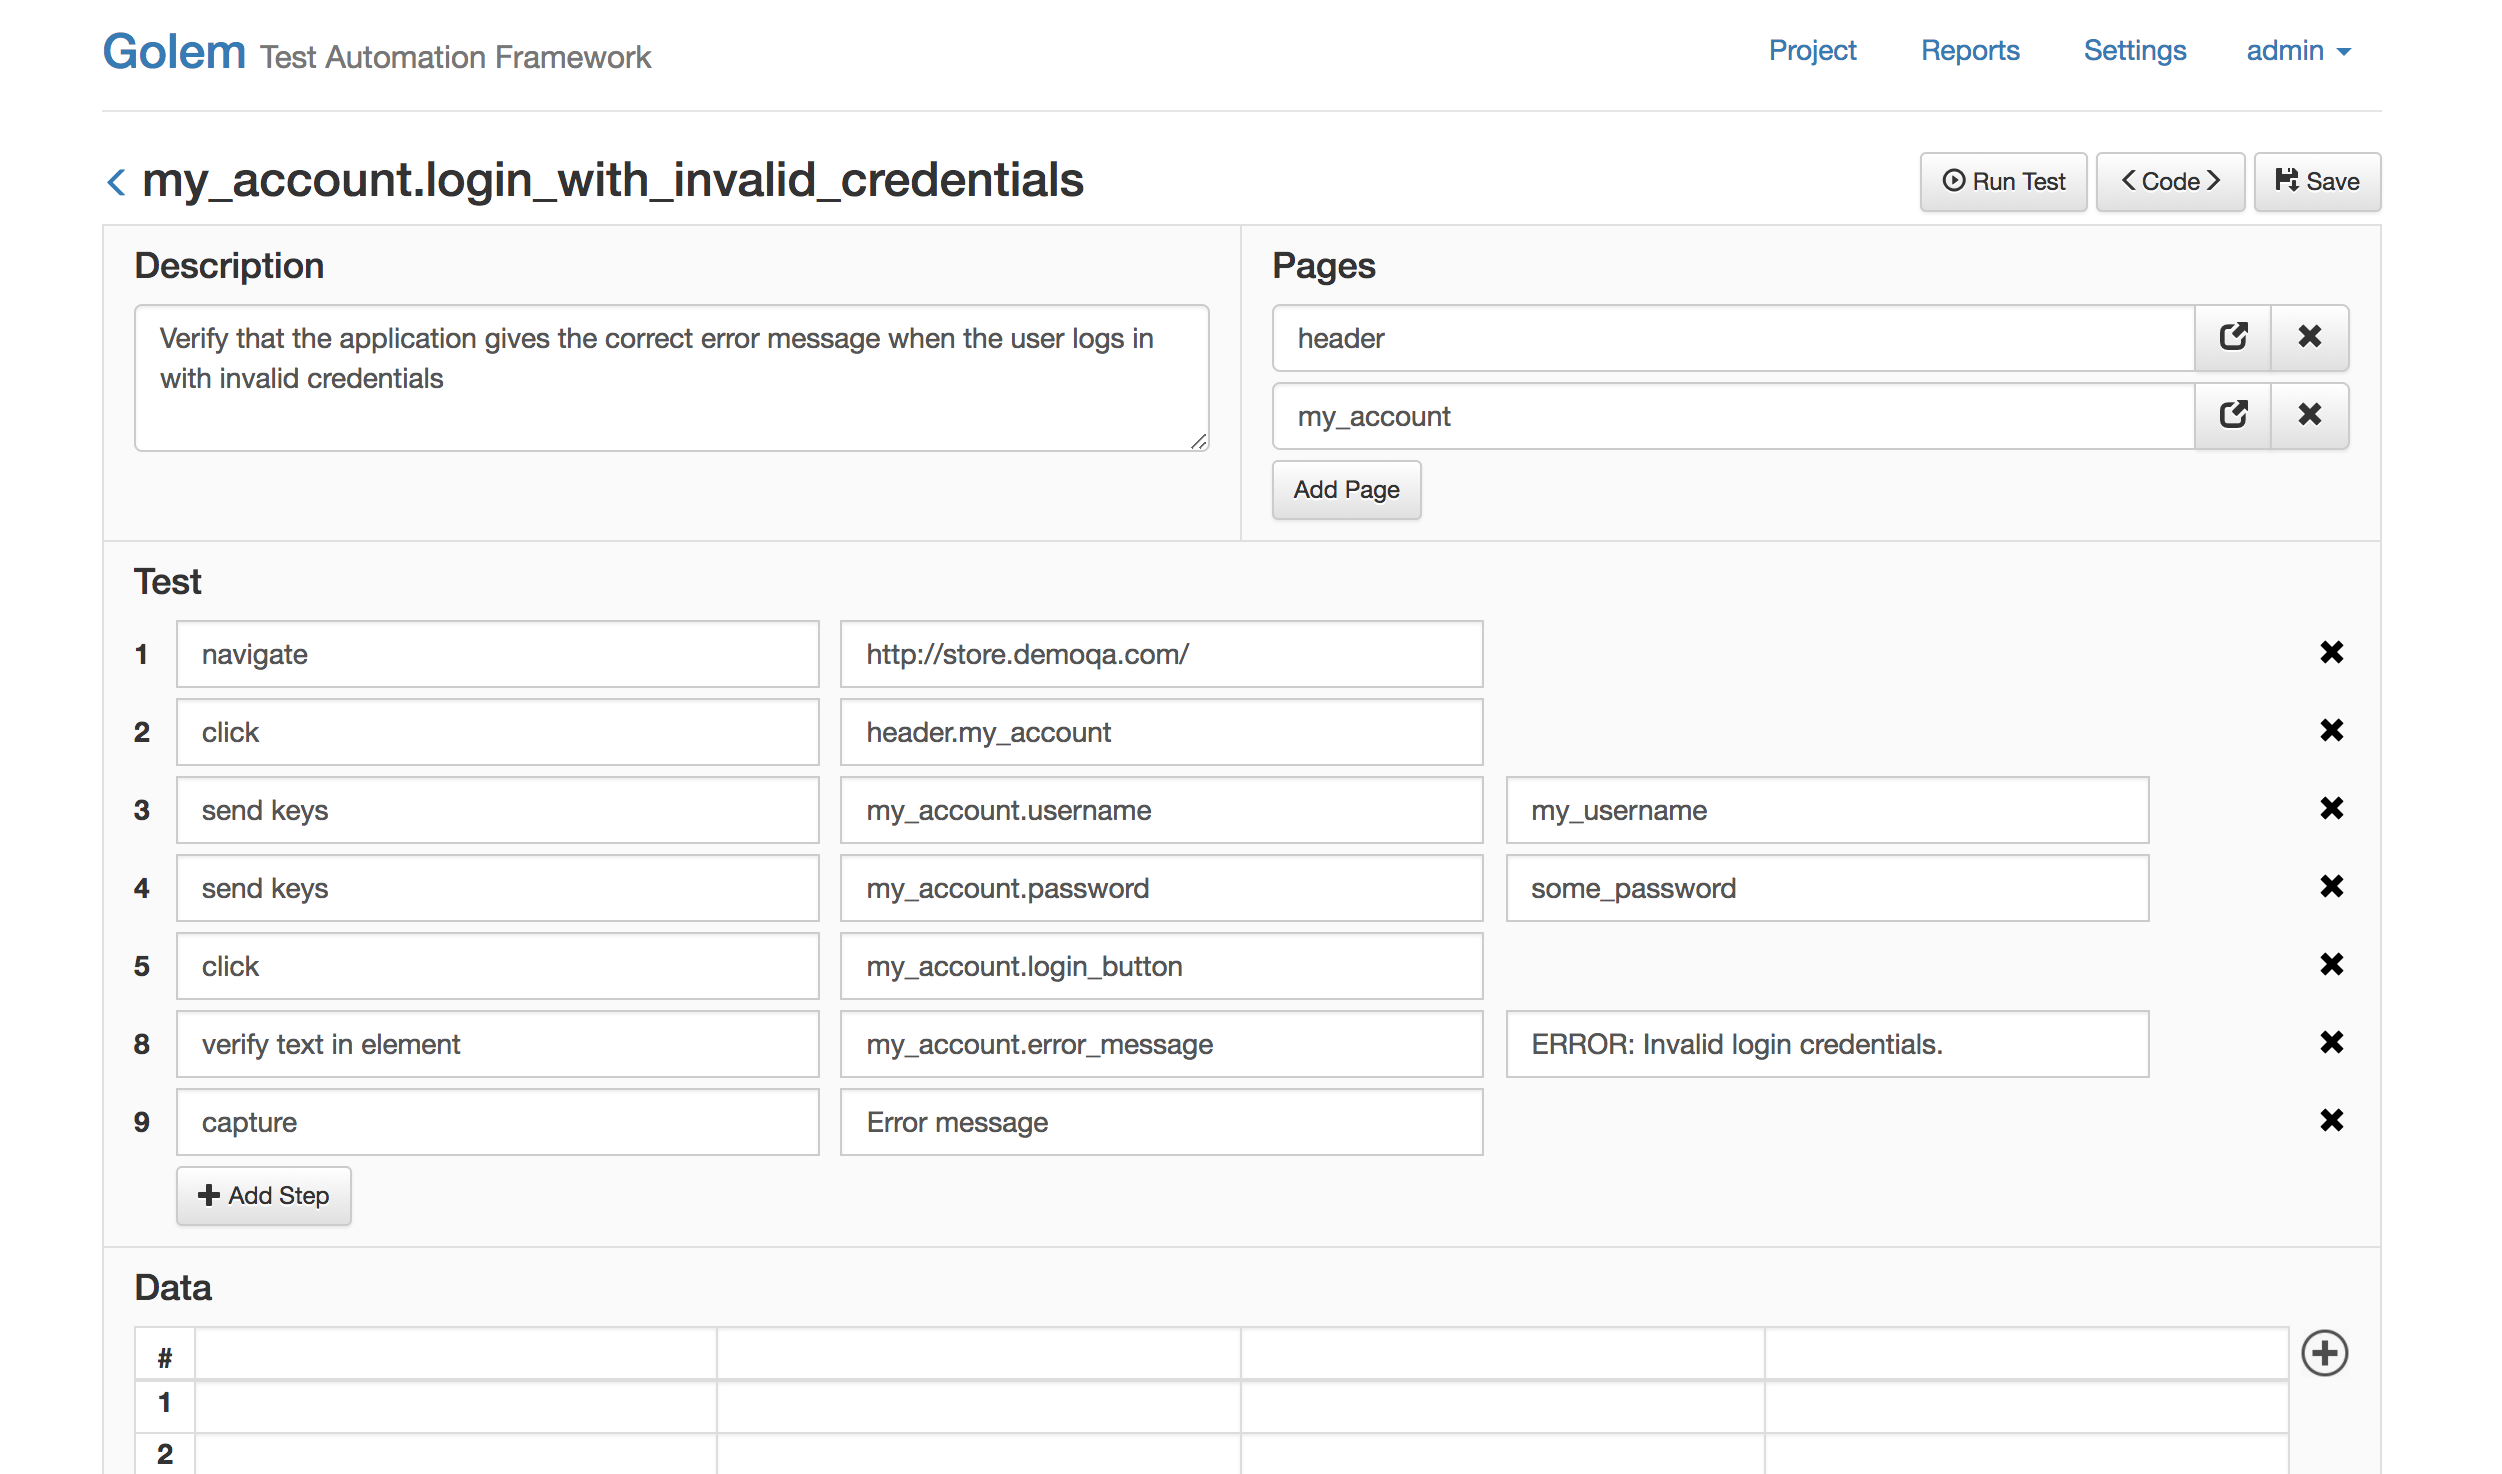 Golem Test Automation Framework
Project Reports Settings admin
my_account.login_with_invalid_credentials
Run Test
Code
Save
Description
Verify that the application gives the correct error message when the user logs in
with invalid credentials
Pages
header
my_account
Add Page
Test
1 navigate http://store.demoqa.com/
2 click header.my_account
3 send keys my_account.username my_username
4 send keys my_account.password some_password
5 click my_account.login_button
8 verify text in element my_account.error_message ERROR: Invalid login credentials.
9 capture Error message
Add Step
Data
#
1
2